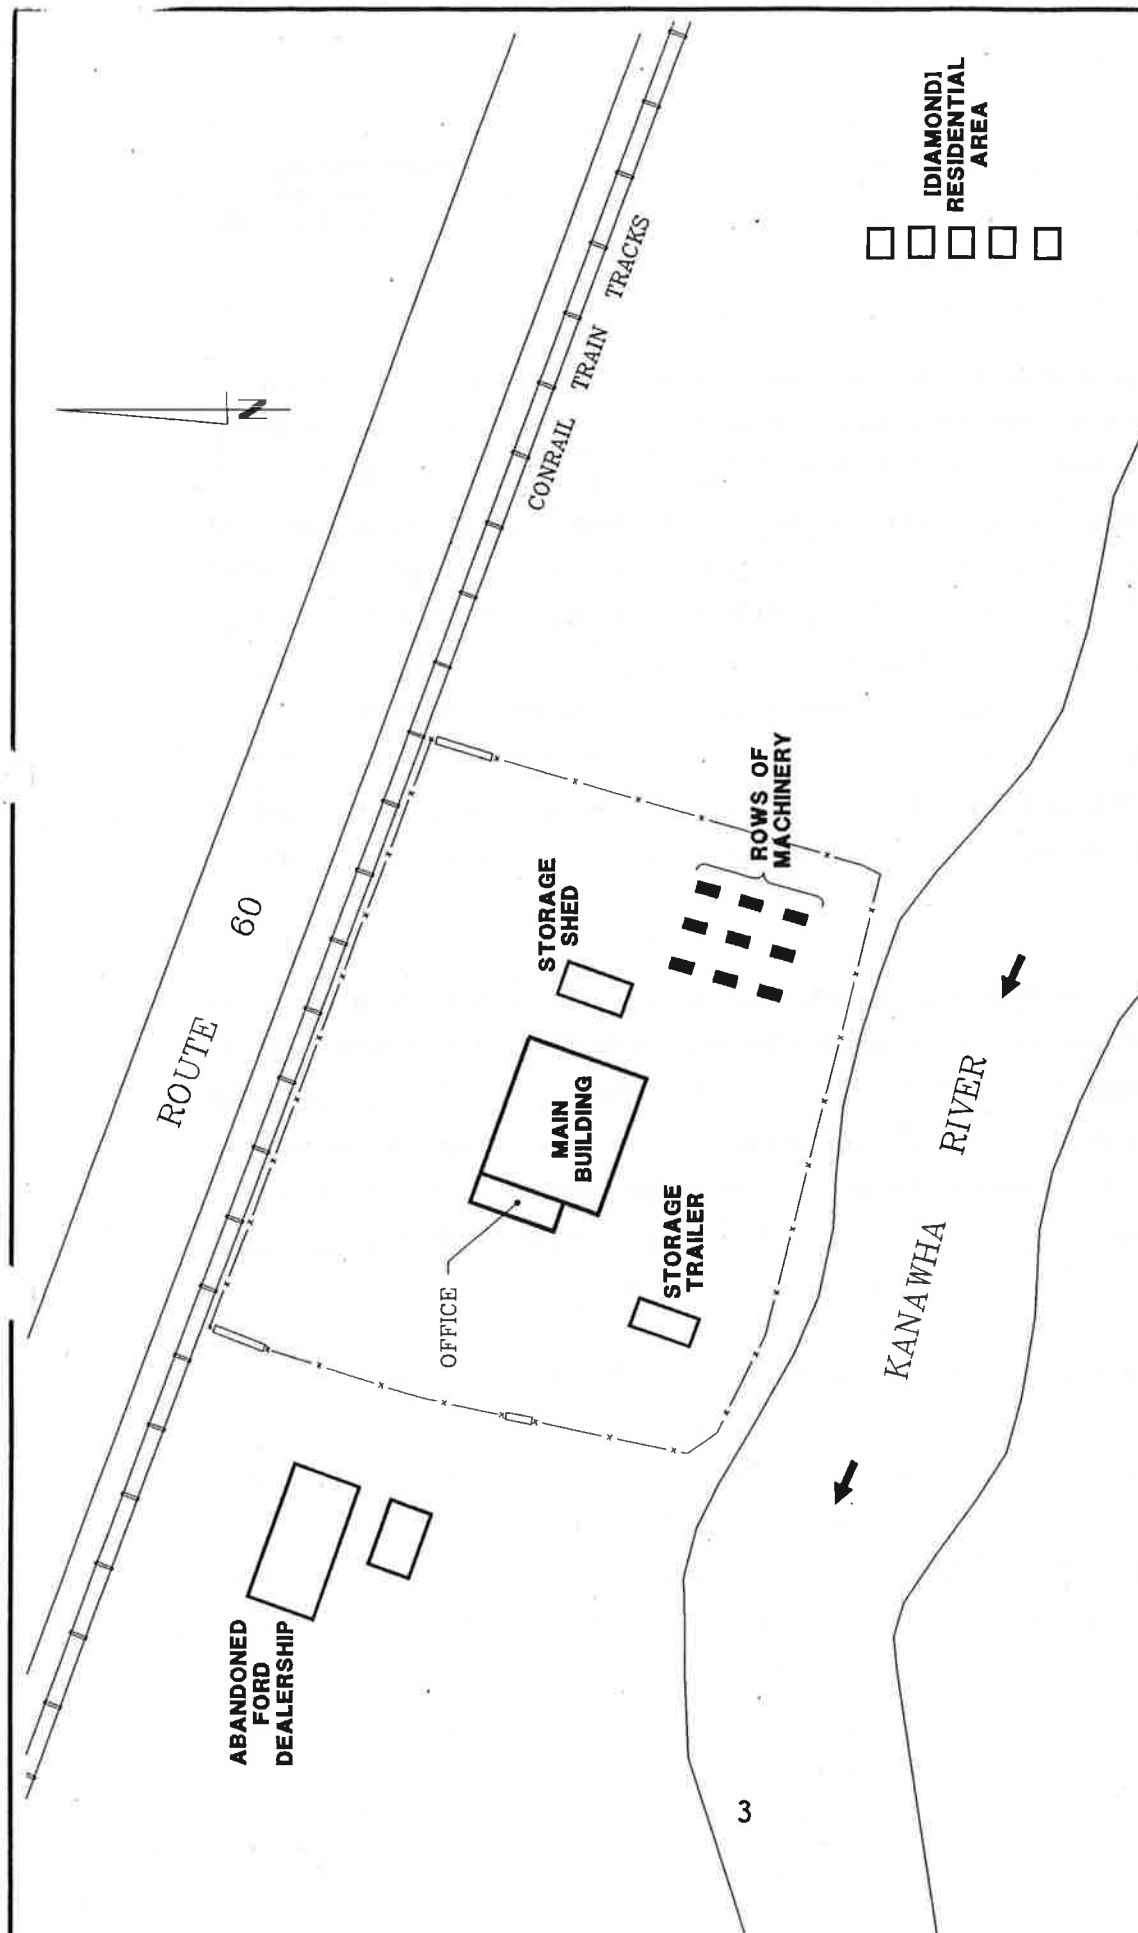 [DIAMOND]
RESIDENTIAL
AREA
CONRAIL TRAIN TRACKS
N
ROUTE 60
ROWS OF
MACHINERY
STORAGE
SHED
MAIN
BUILDING
OFFICE
STORAGE
TRAILER
KANAWHA RIVER
ABANDONED
FORD
DEALERSHIP
3